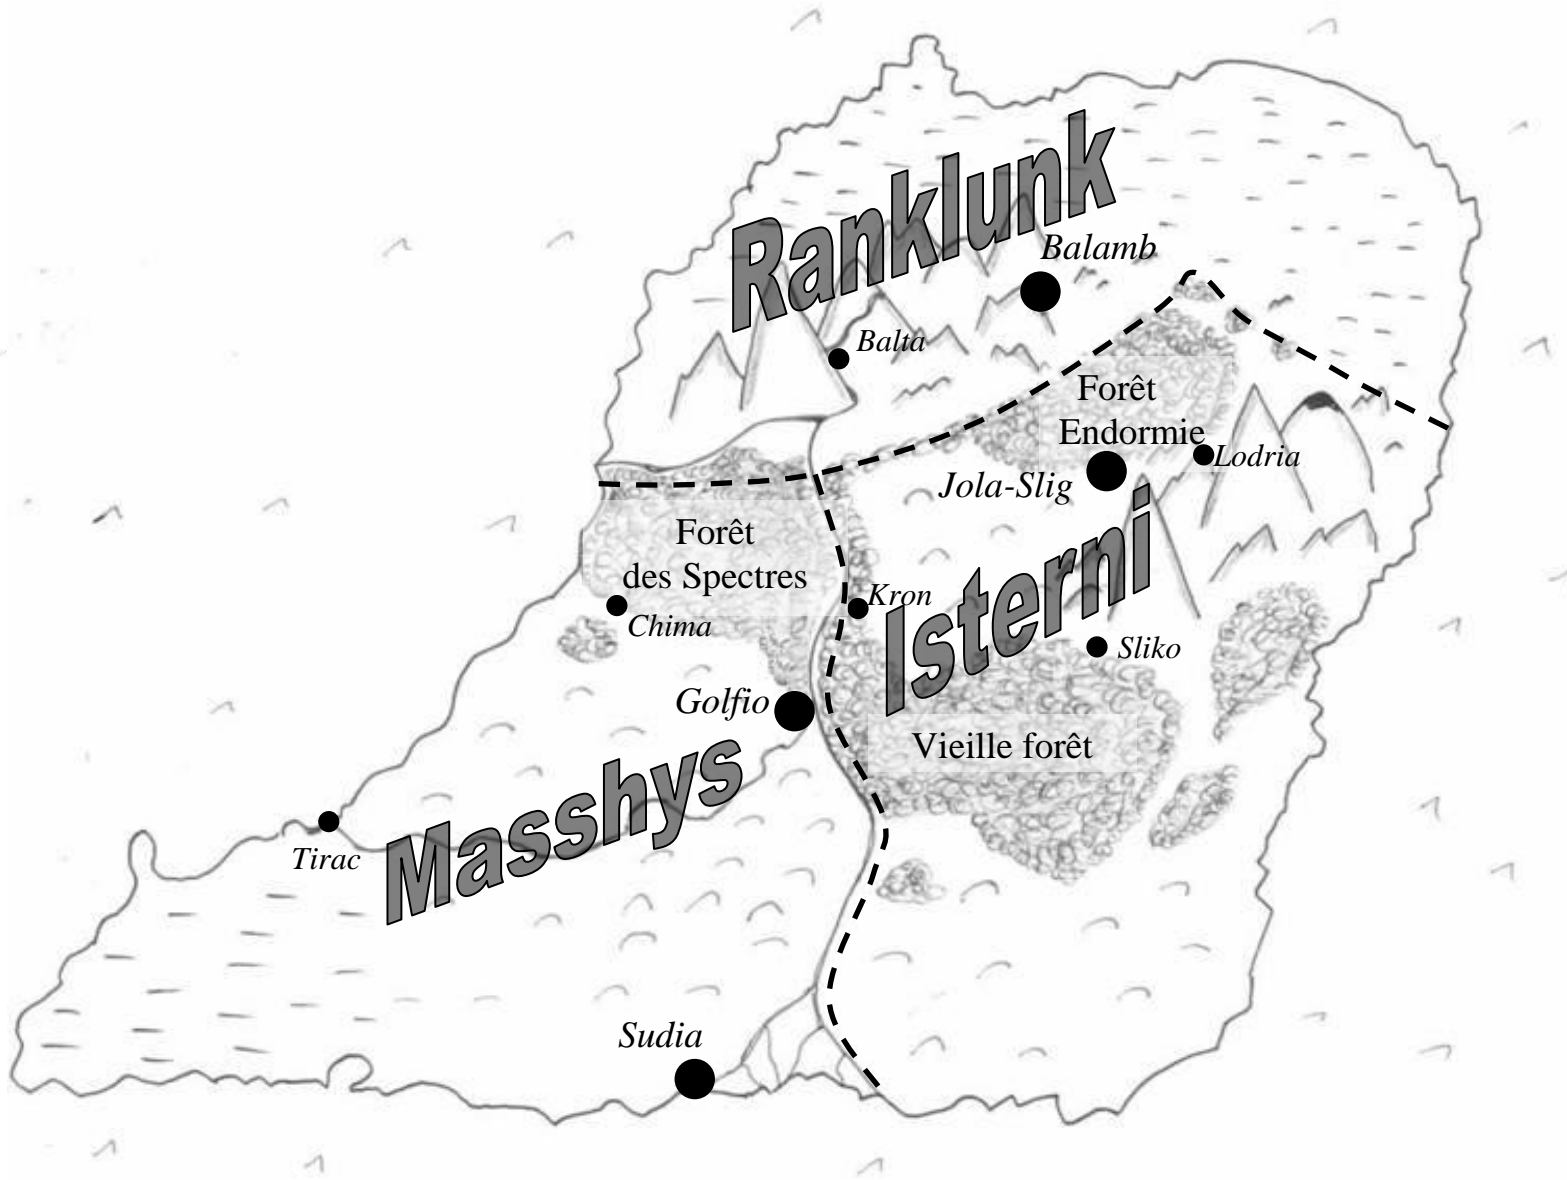 Ranklunk
Balamb
Balta
Forêt
Endormie
Lodria
Jola-Slig
Forêt
des Spectres
Isterni
Kron
Chima
Sliko
Golfio
Vieille forêt
Masshys
Tirac
Sudia